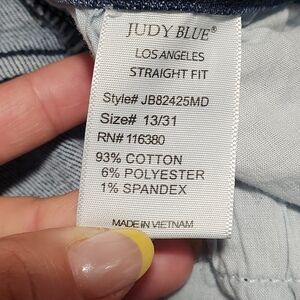 JUDY BLUE®
LOS ANGELES
STRAIGHT FIT
Style# JB82425MD
Size# 13/31
RN# 116380
93% COTTON
6% POLYESTER
1% SPANDEX
MADE IN VIETNAM